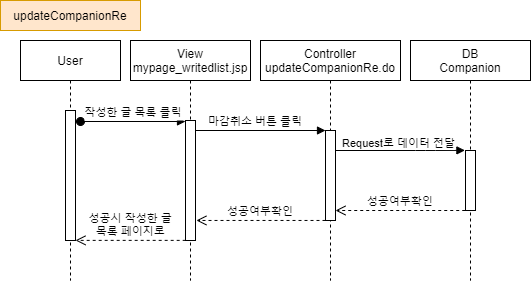 updateCompanionRe
User
View
mypage_writedlist.jsp
Controller
updateCompanionRe.do
DB
Companion
작성한 글 목록 클릭
마감취소 버튼 클릭
Request로 데이터 전달
성공여부확인
성공여부확인
성공시 작성한 글
목록 페이지로